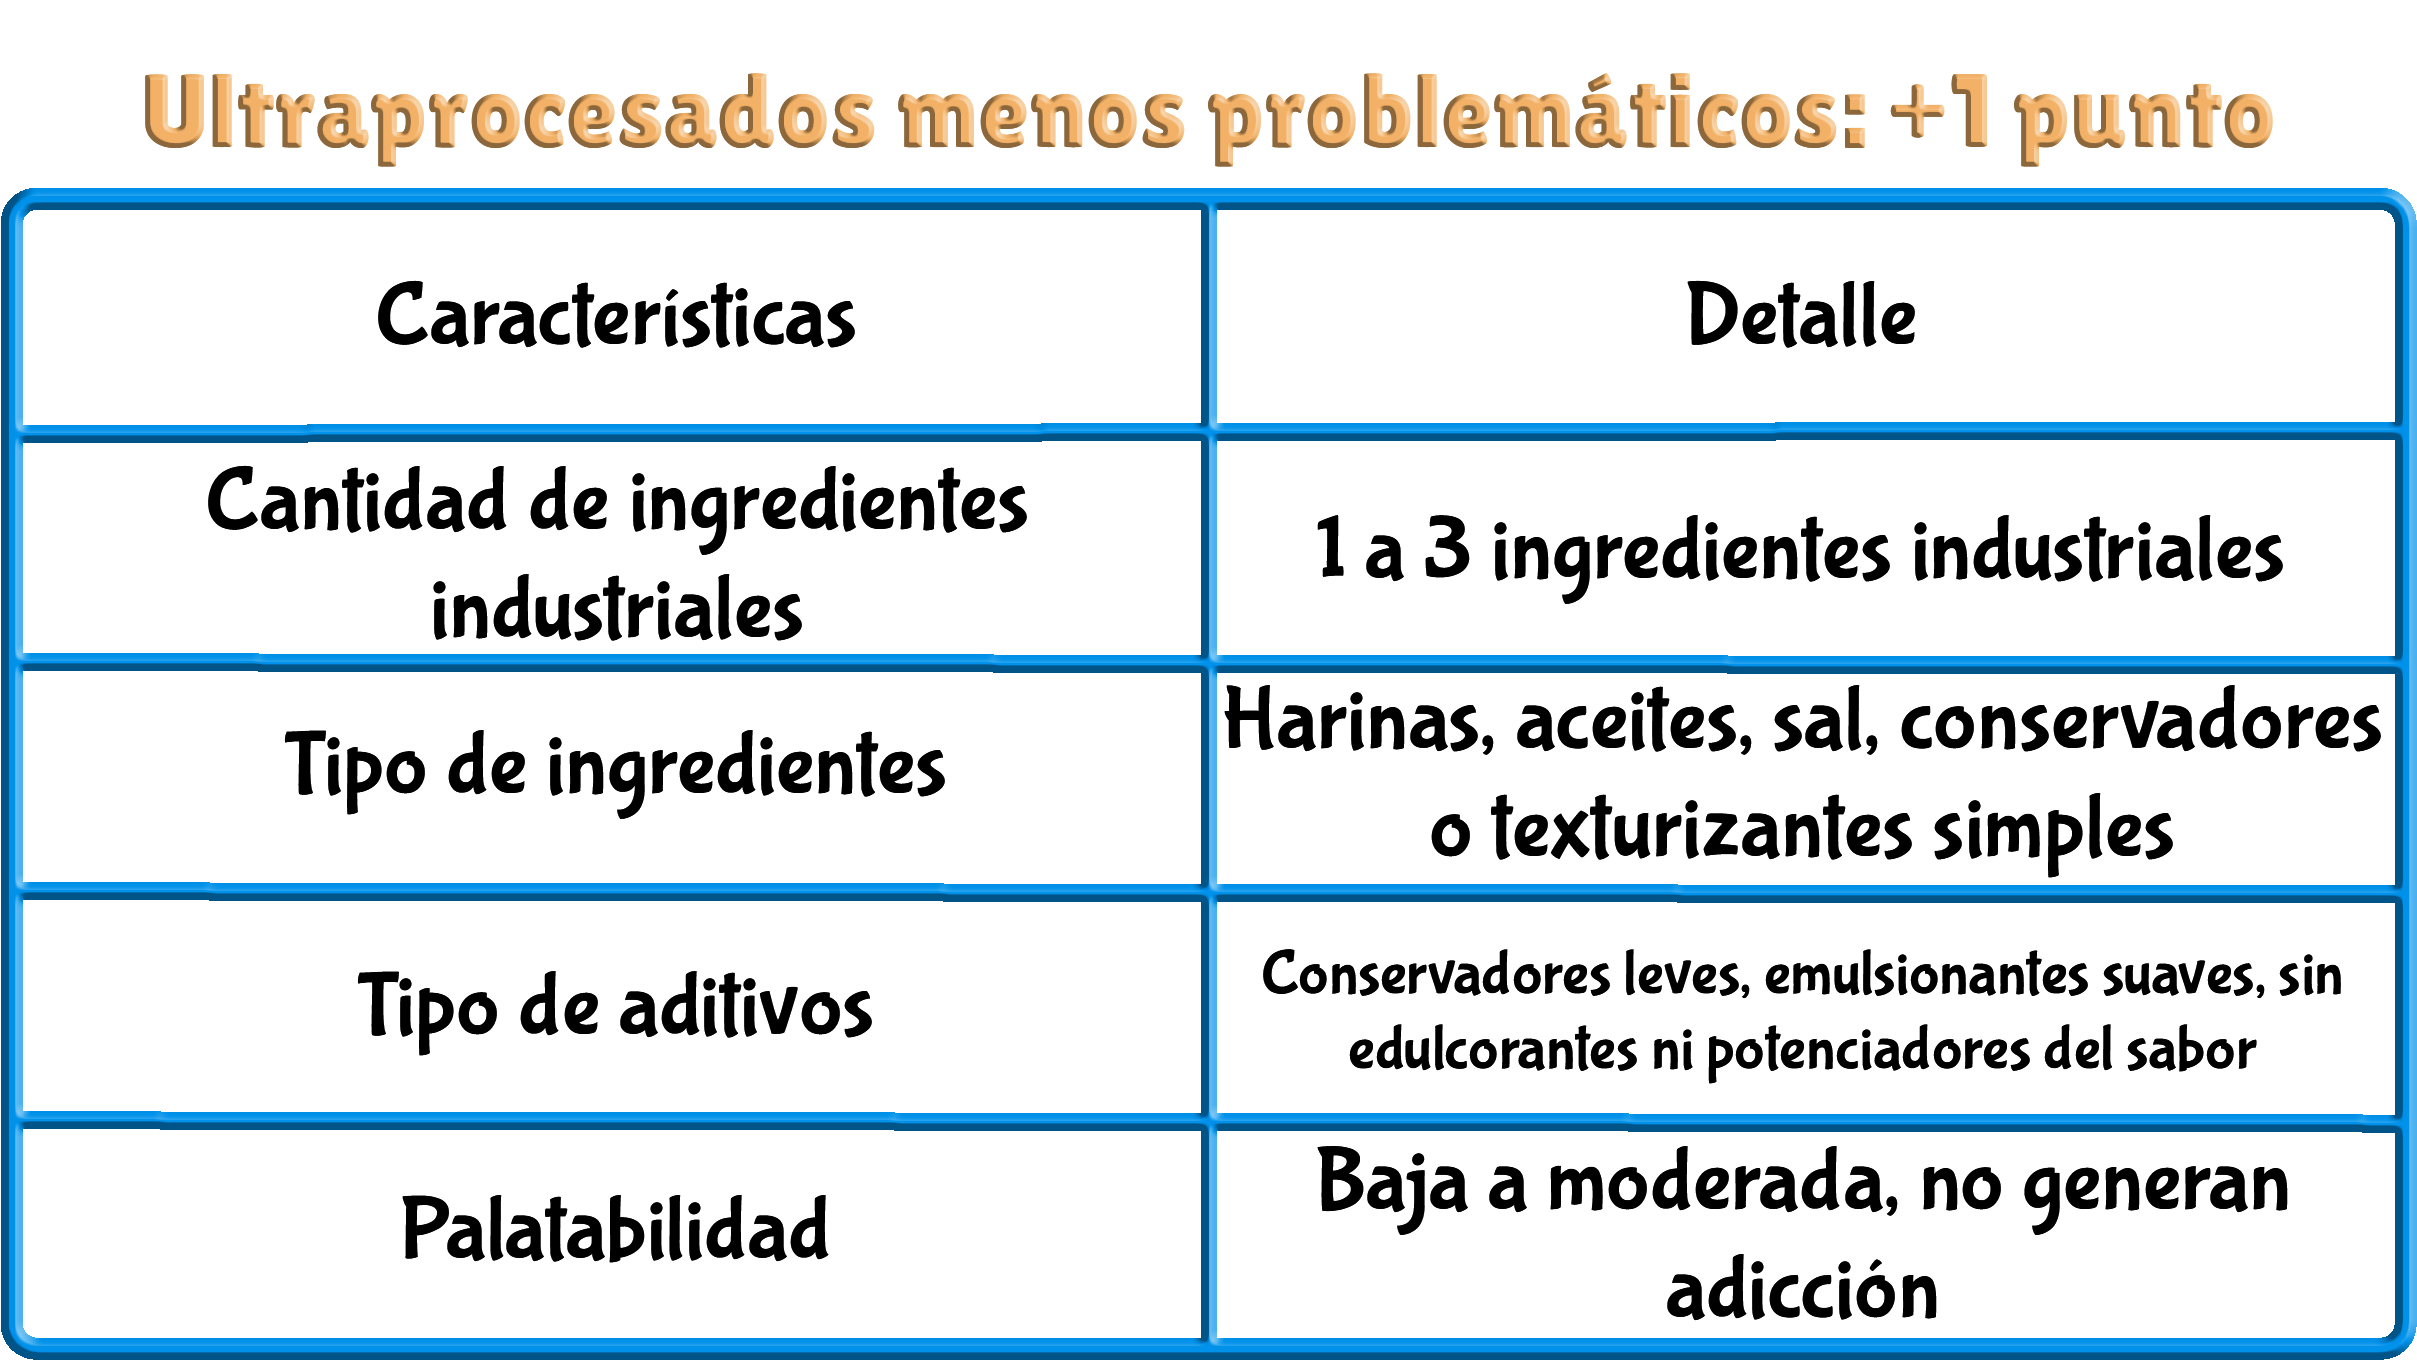 Ultraprocesados menos problemáticos: +1 punto
Características
Detalle
Cantidad de ingredientes
industriales
1 a 3 ingredientes industriales
Tipo de ingredientes
Harinas, aceites, sal, conservadores
o texturizantes simples
Tipo de aditivos
Conservadores leves, emulsionantes suaves, sin
edulcorantes ni potenciadores del sabor
Palatabilidad
Baja a moderada, no generan
adicción